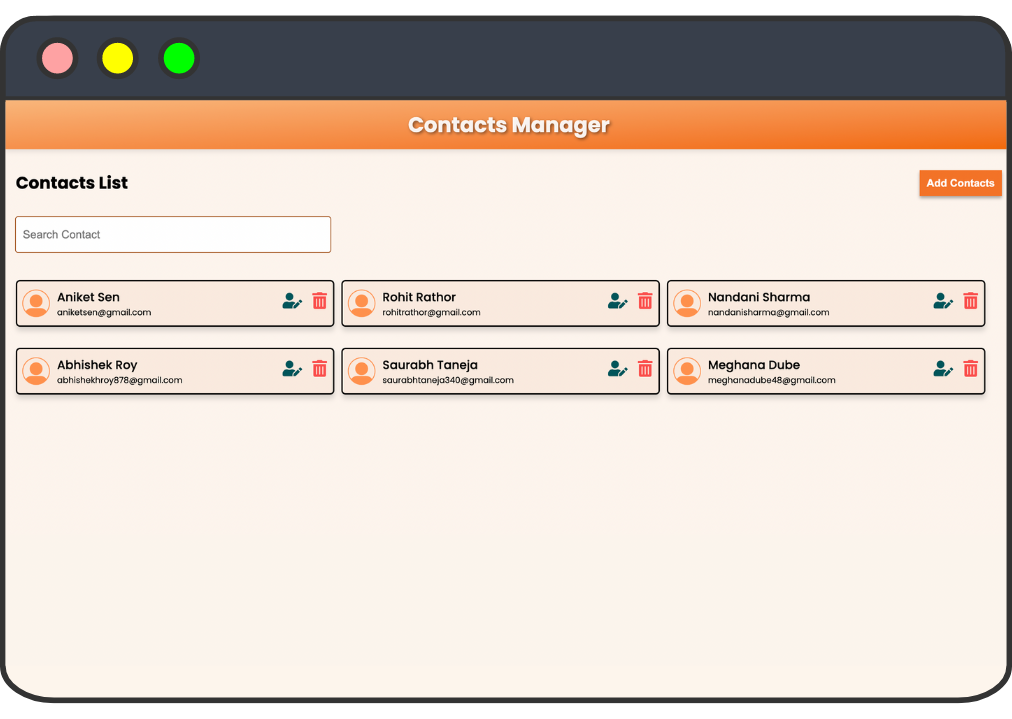 Contacts Manager
Contacts List
Add Contacts
Search Contact
Aniket Sen
aniketsen@gmail.com
Rohit Rathor
rohitrathor@gmail.com
Nandani Sharma
nandanisharma@gmail.com
Abhishek Roy
abhishekhroy878@gmail.com
Saurabh Taneja
saurabhtaneja340@gmail.com
Meghana Dube
meghanadube48@gmail.com